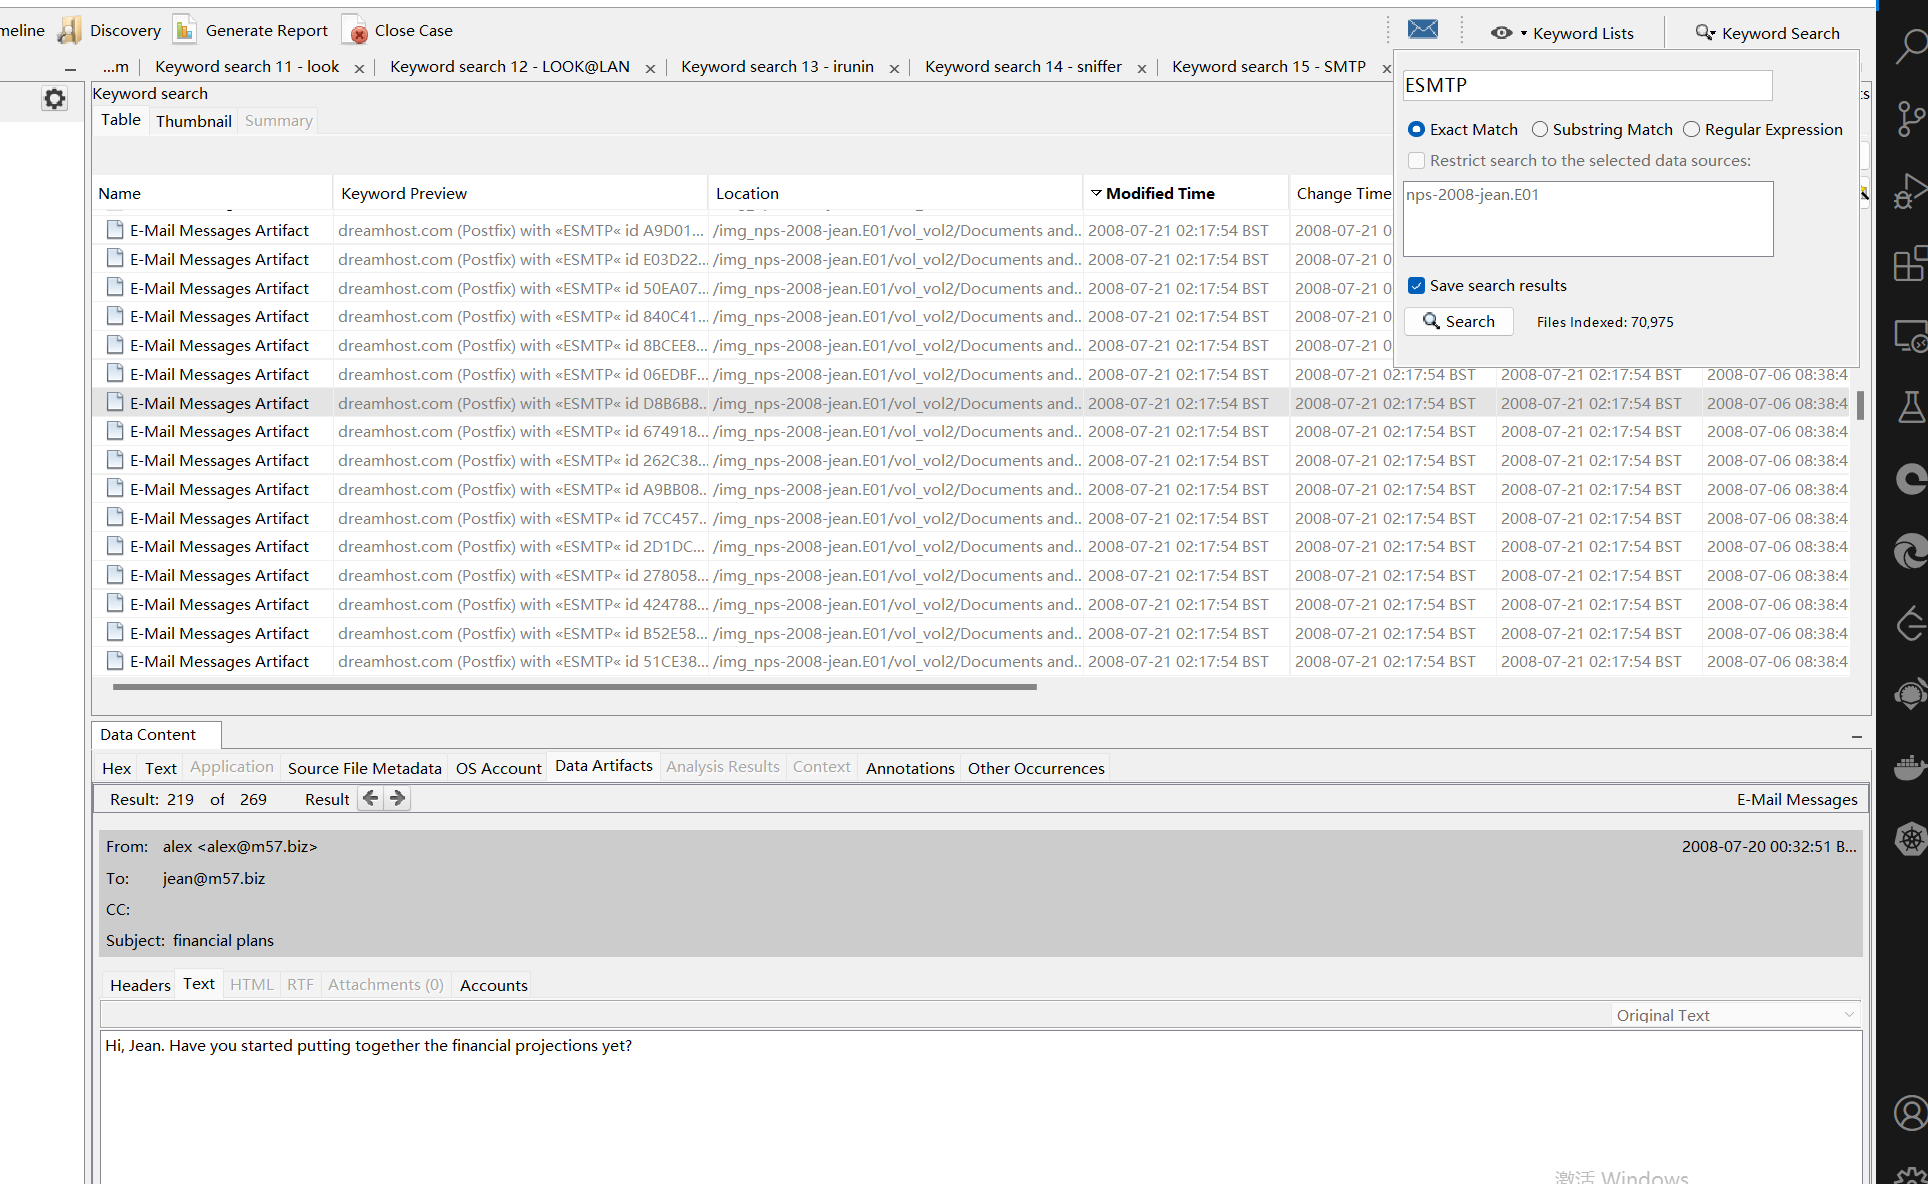 meline Discovery Generate Report Close Case Keyword Lists Keyword Search
...m Keyword search 11 - look Keyword search 12 - LOOK@LAN Keyword search 13 - irunin Keyword search 14 - sniffer Keyword search 15 - SMTP
Keyword search
Table Thumbnail Summary
ESMTP
Exact Match Substring Match Regular Expression
Restrict search to the selected data sources:
nps-2008-jean.E01
Save search results
Search Files Indexed: 70,975
Name Keyword Preview Location Modified Time Change Time
E-Mail Messages Artifact dreamhost.com (Postfix) with «ESMTP« id A9D01... /img_nps-2008-jean.E01/vol_vol2/Documents and... 2008-07-21 02:17:54 BST 2008-07-21 0
E-Mail Messages Artifact dreamhost.com (Postfix) with «ESMTP« id E03D22... /img_nps-2008-jean.E01/vol_vol2/Documents and... 2008-07-21 02:17:54 BST 2008-07-21 0
E-Mail Messages Artifact dreamhost.com (Postfix) with «ESMTP« id 50EA07... /img_nps-2008-jean.E01/vol_vol2/Documents and... 2008-07-21 02:17:54 BST 2008-07-21 0
E-Mail Messages Artifact dreamhost.com (Postfix) with «ESMTP« id 840C41... /img_nps-2008-jean.E01/vol_vol2/Documents and... 2008-07-21 02:17:54 BST 2008-07-21 0
E-Mail Messages Artifact dreamhost.com (Postfix) with «ESMTP« id 8BCEE8... /img_nps-2008-jean.E01/vol_vol2/Documents and... 2008-07-21 02:17:54 BST 2008-07-21 0
E-Mail Messages Artifact dreamhost.com (Postfix) with «ESMTP« id 06EDBF... /img_nps-2008-jean.E01/vol_vol2/Documents and... 2008-07-21 02:17:54 BST 2008-07-21 02:17:54 BST 2008-07-21 02:17:54 BST 2008-07-06 08:38:4
E-Mail Messages Artifact dreamhost.com (Postfix) with «ESMTP« id D8B6B8... /img_nps-2008-jean.E01/vol_vol2/Documents and... 2008-07-21 02:17:54 BST 2008-07-21 02:17:54 BST 2008-07-21 02:17:54 BST 2008-07-06 08:38:4
E-Mail Messages Artifact dreamhost.com (Postfix) with «ESMTP« id 674918... /img_nps-2008-jean.E01/vol_vol2/Documents and... 2008-07-21 02:17:54 BST 2008-07-21 02:17:54 BST 2008-07-21 02:17:54 BST 2008-07-06 08:38:4
E-Mail Messages Artifact dreamhost.com (Postfix) with «ESMTP« id 262C38... /img_nps-2008-jean.E01/vol_vol2/Documents and... 2008-07-21 02:17:54 BST 2008-07-21 02:17:54 BST 2008-07-21 02:17:54 BST 2008-07-06 08:38:4
E-Mail Messages Artifact dreamhost.com (Postfix) with «ESMTP« id A9BB08... /img_nps-2008-jean.E01/vol_vol2/Documents and... 2008-07-21 02:17:54 BST 2008-07-21 02:17:54 BST 2008-07-21 02:17:54 BST 2008-07-06 08:38:4
E-Mail Messages Artifact dreamhost.com (Postfix) with «ESMTP« id 7CC457... /img_nps-2008-jean.E01/vol_vol2/Documents and... 2008-07-21 02:17:54 BST 2008-07-21 02:17:54 BST 2008-07-21 02:17:54 BST 2008-07-06 08:38:4
E-Mail Messages Artifact dreamhost.com (Postfix) with «ESMTP« id 2D1DC... /img_nps-2008-jean.E01/vol_vol2/Documents and... 2008-07-21 02:17:54 BST 2008-07-21 02:17:54 BST 2008-07-21 02:17:54 BST 2008-07-06 08:38:4
E-Mail Messages Artifact dreamhost.com (Postfix) with «ESMTP« id 278058... /img_nps-2008-jean.E01/vol_vol2/Documents and... 2008-07-21 02:17:54 BST 2008-07-21 02:17:54 BST 2008-07-21 02:17:54 BST 2008-07-06 08:38:4
E-Mail Messages Artifact dreamhost.com (Postfix) with «ESMTP« id 424788... /img_nps-2008-jean.E01/vol_vol2/Documents and... 2008-07-21 02:17:54 BST 2008-07-21 02:17:54 BST 2008-07-21 02:17:54 BST 2008-07-06 08:38:4
E-Mail Messages Artifact dreamhost.com (Postfix) with «ESMTP« id B52E58... /img_nps-2008-jean.E01/vol_vol2/Documents and... 2008-07-21 02:17:54 BST 2008-07-21 02:17:54 BST 2008-07-21 02:17:54 BST 2008-07-06 08:38:4
E-Mail Messages Artifact dreamhost.com (Postfix) with «ESMTP« id 51CE38... /img_nps-2008-jean.E01/vol_vol2/Documents and... 2008-07-21 02:17:54 BST 2008-07-21 02:17:54 BST 2008-07-21 02:17:54 BST 2008-07-06 08:38:4
Data Content
Hex Text Application Source File Metadata OS Account Data Artifacts Analysis Results Context Annotations Other Occurrences
Result: 219 of 269 Result E-Mail Messages
From: alex <alex@m57.biz> 2008-07-20 00:32:51 B...
To: jean@m57.biz
CC:
Subject: financial plans
Headers Text HTML RTF Attachments (0) Accounts
Original Text
Hi, Jean. Have you started putting together the financial projections yet?
激活 Windows